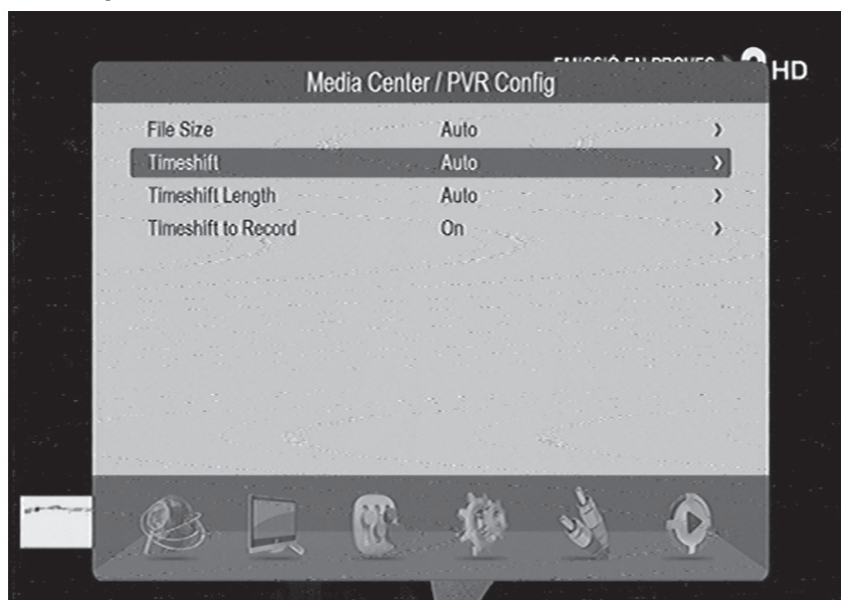 HD
Media Center / PVR Config
File Size Auto
Timeshift Auto
Timeshift Length Auto
Timeshift to Record On